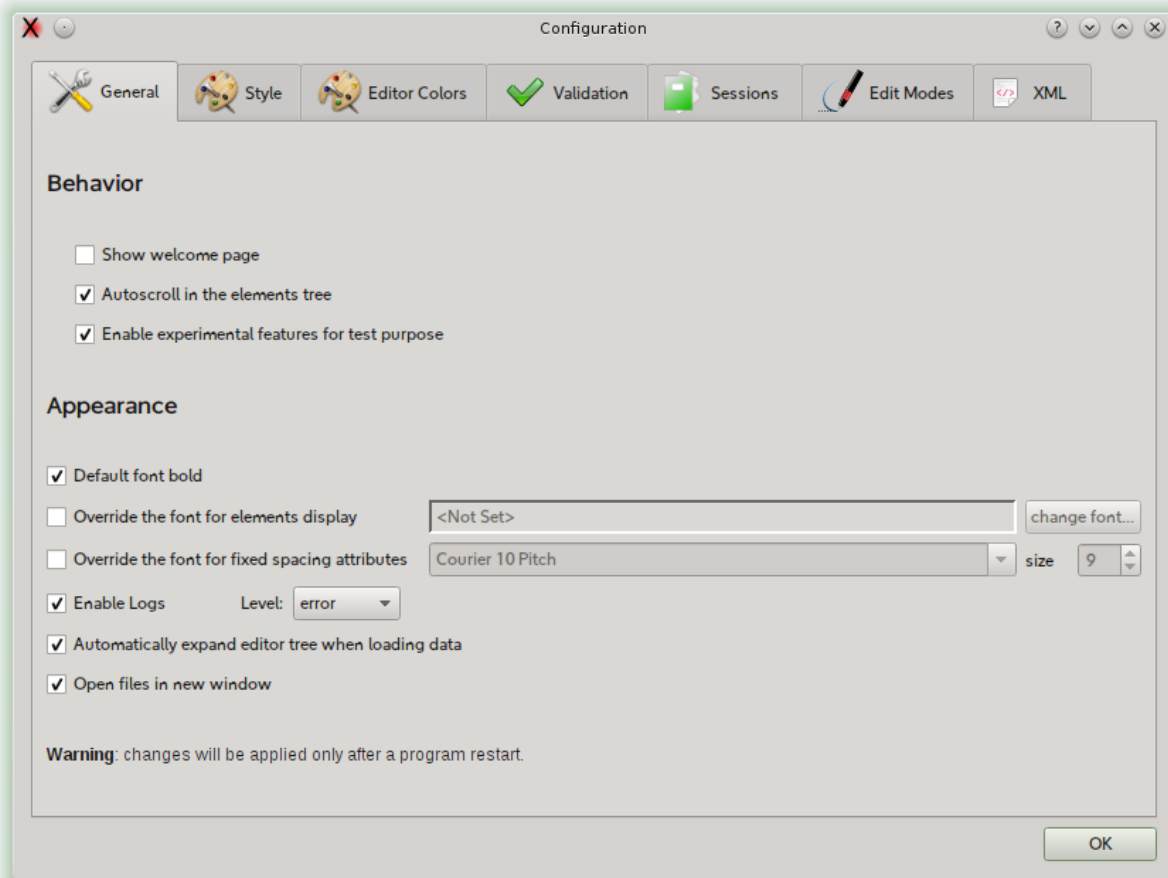 Configuration
General Style Editor Colors Validation Sessions Edit Modes XML
Behavior
Show welcome page
Autoscroll in the elements tree
Enable experimental features for test purpose
Appearance
Default font bold
Override the font for elements display <Not Set> change font...
Override the font for fixed spacing attributes Courier 10 Pitch size 9
Enable Logs Level: error
Automatically expand editor tree when loading data
Open files in new window
Warning: changes will be applied only after a program restart.
OK